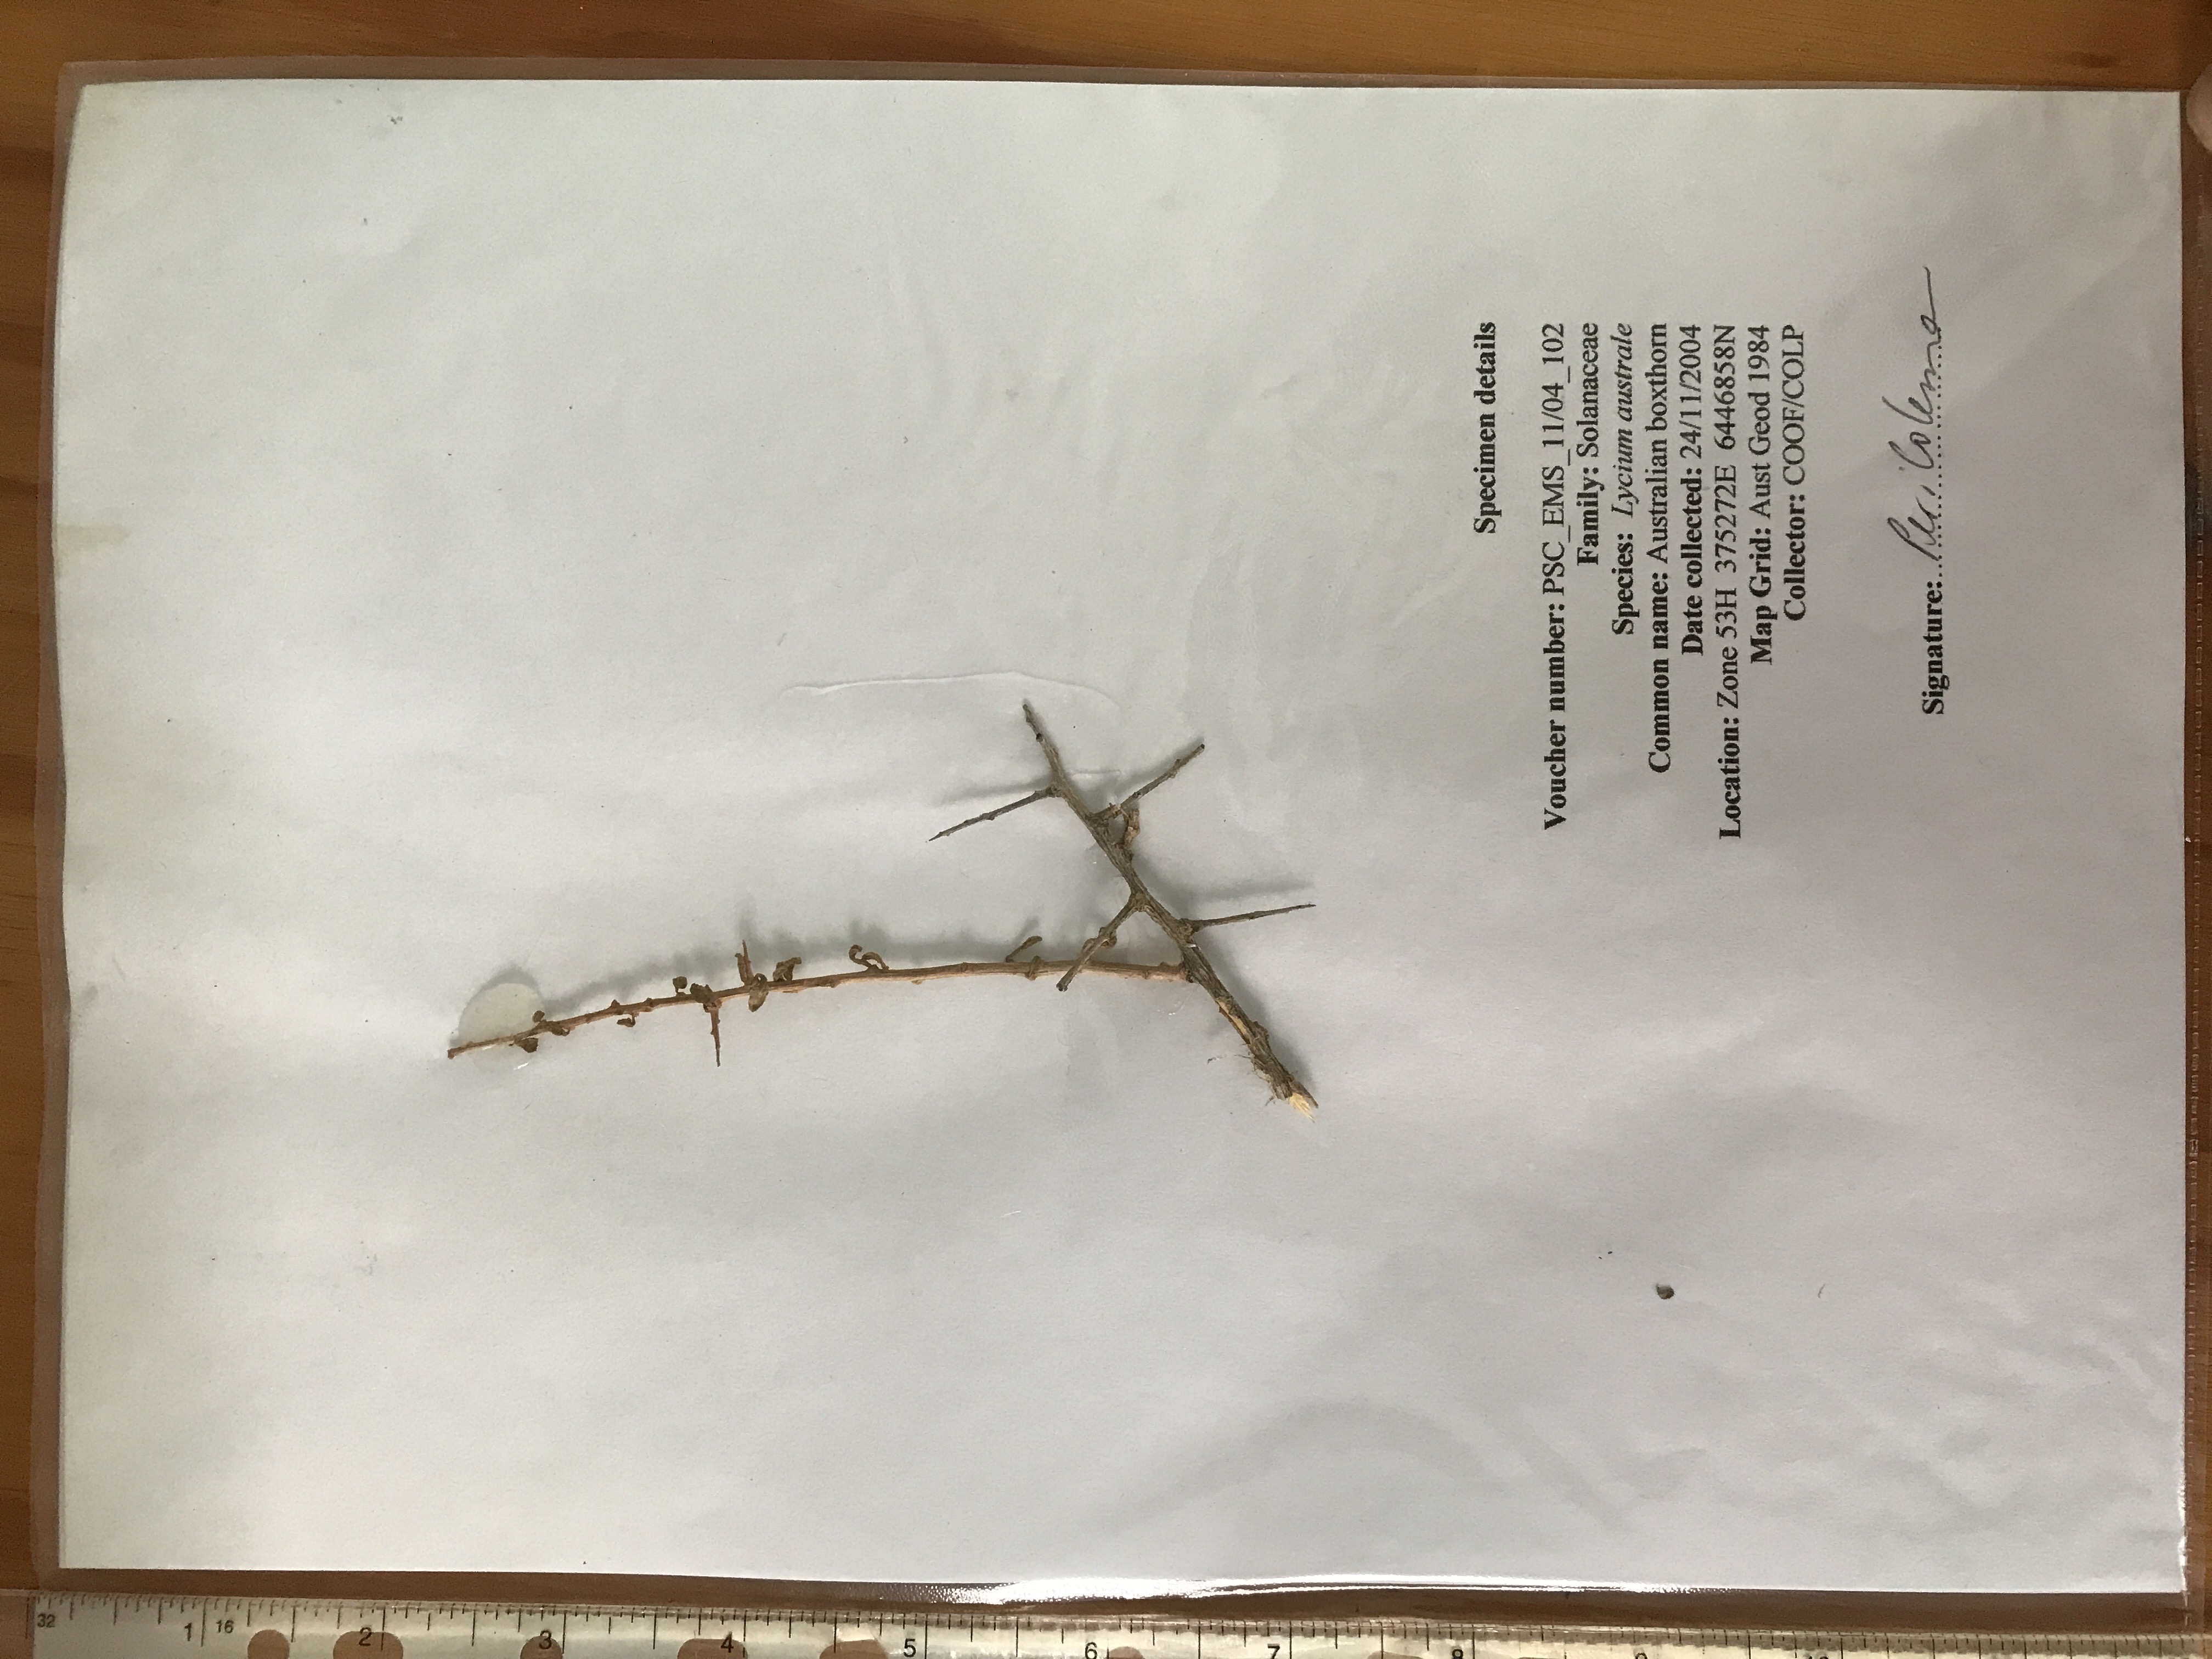 32
1
16
2
3
4
5
6
7
8
Specimen details
Voucher number: PSC_EMS_11/04_102
Family: Solanaceae
Species: Lycium australe
Common name: Australian boxthorn
Date collected: 24/11/2004
Location: Zone 53H 375272E 6446858N
Map Grid: Aust Geod 1984
Collector: COOF/COLP
Signature: Peri Coleman